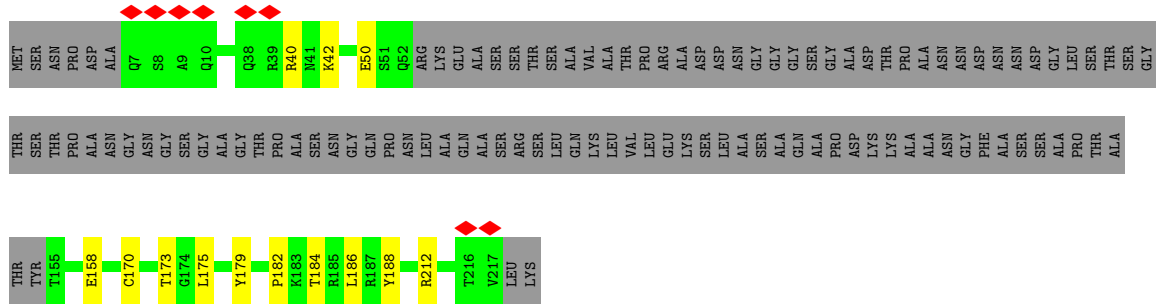 MET SER ASN PRO ASP ALA Q7 S8 A9 Q10 Q38 R39 R40 N41 K42 E50 S51 Q52 ARG LYS GLU ALA SER SER THR SER ALA VAL ALA THR PRO ARG ALA ASP ASP ASN GLY GLY GLY SER GLY ALA ASP THR PRO ALA ASN ASN ASP ASN ASN ASP GLY LEU SER THR SER GLY
THR SER THR PRO ALA ASN GLY ASN GLY SER GLY ALA GLY THR PRO ALA SER ASN GLY GLN PRO ASN LEU ALA GLN ALA SER ARG SER LEU GLN LYS LEU VAL LEU GLU LYS SER LEU ALA SER ALA GLN ALA PRO ASP LYS LYS ALA ALA ASN GLY PHE ALA SER SER ALA PRO THR ALA
THR TYR T155 E158 C170 T173 G174 L175 Y179 P182 K183 T184 R185 L186 R187 Y188 R212 T216 V217 LEU LYS